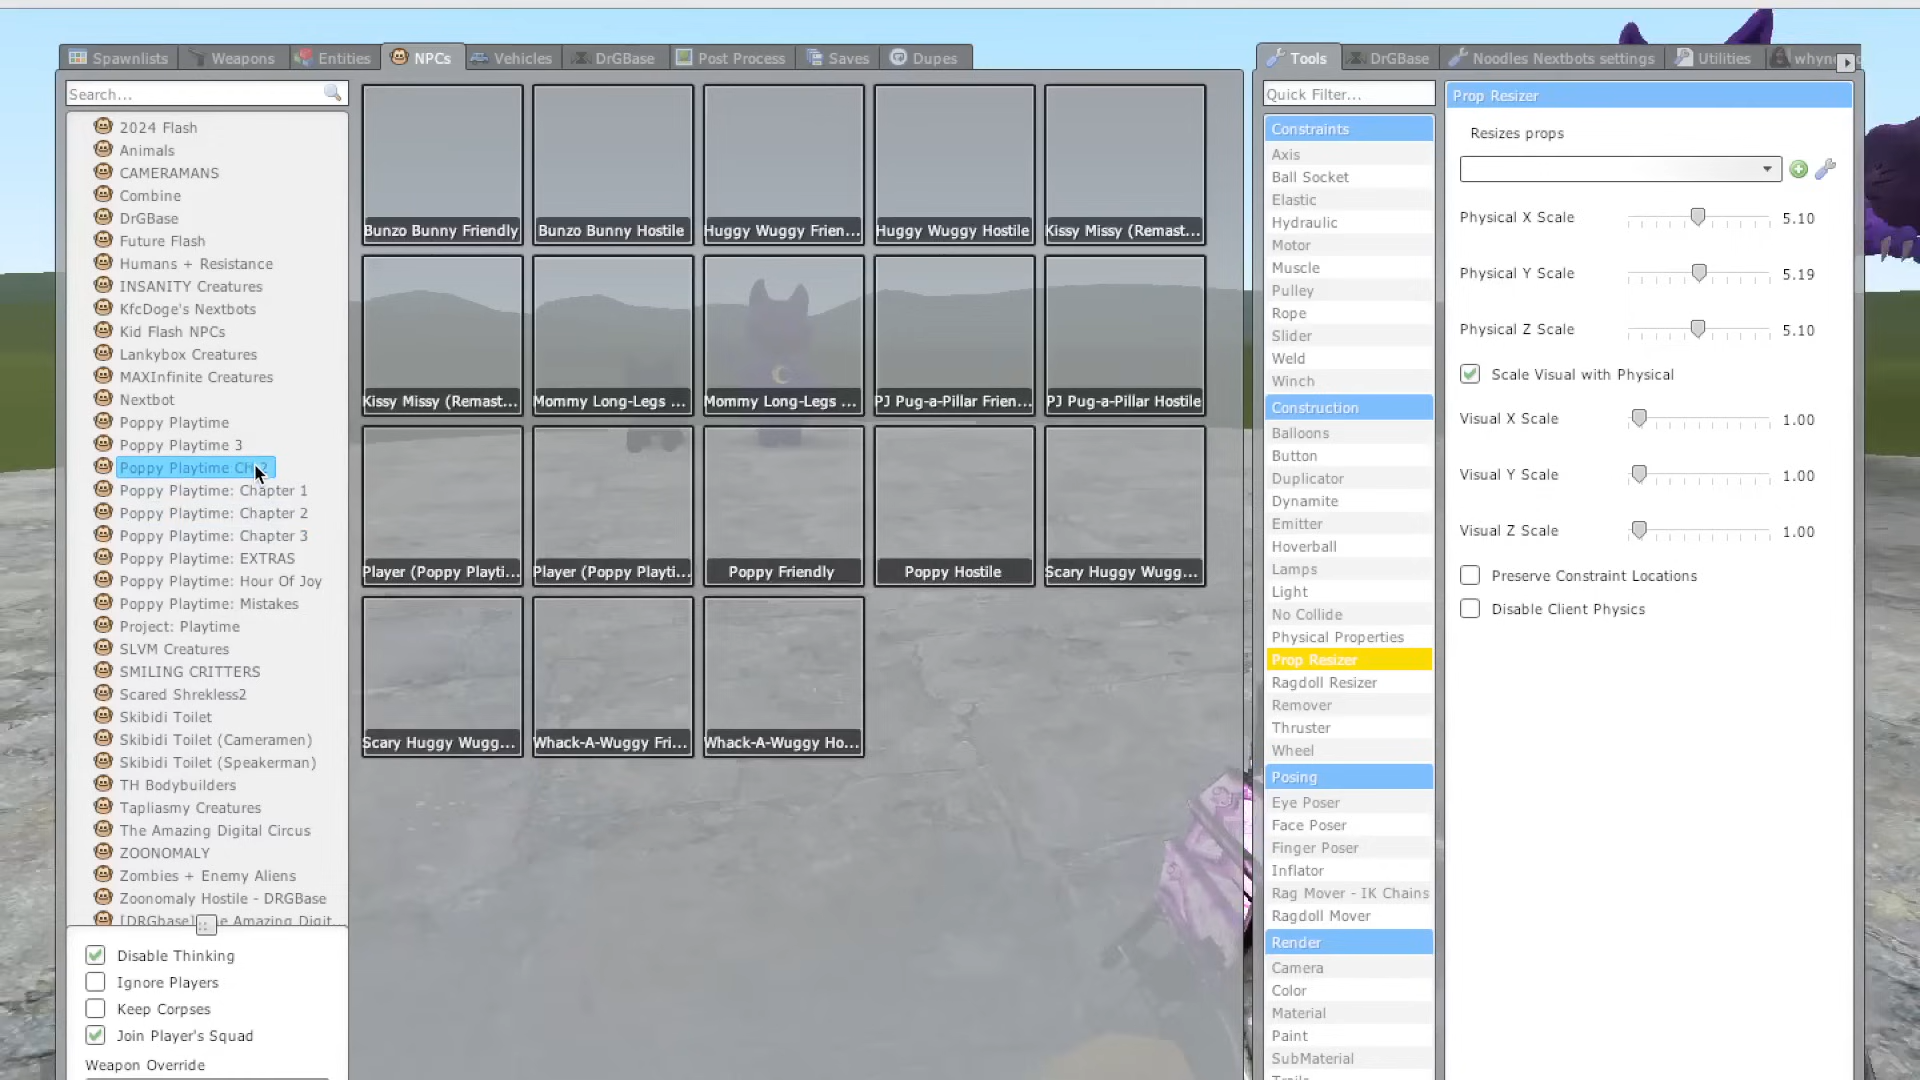 Spawnlists
Weapons
Entities
NPCs
Vehicles
DrGBase
Post Process
Saves
Dupes
Search...
2024 Flash
Animals
CAMERAMANS
Combine
DrGBase
Future Flash
Humans + Resistance
INSANITY Creatures
KfcDoge's Nextbots
Kid Flash NPCs
Lankybox Creatures
MAXInfinite Creatures
Nextbot
Poppy Playtime
Poppy Playtime 3
Poppy Playtime Ch 2
Poppy Playtime: Chapter 1
Poppy Playtime: Chapter 2
Poppy Playtime: Chapter 3
Poppy Playtime: EXTRAS
Poppy Playtime: Hour Of Joy
Poppy Playtime: Mistakes
Project: Playtime
SLVM Creatures
SMILING CRITTERS
Scared Shrekless2
Skibidi Toilet
Skibidi Toilet (Cameramen)
Skibidi Toilet (Speakerman)
TH Bodybuilders
Tapliasmy Creatures
The Amazing Digital Circus
ZOONOMALY
Zombies + Enemy Aliens
Zoonomaly Hostile - DRGBase
[DRGbase] e Amazing Digit...
Disable Thinking
Ignore Players
Keep Corpses
Join Player's Squad
Weapon Override
Bunzo Bunny Friendly
Bunzo Bunny Hostile
Huggy Wuggy Frien...
Huggy Wuggy Hostile
Kissy Missy (Remast...
Kissy Missy (Remast...
Mommy Long-Legs ...
Mommy Long-Legs ...
PJ Pug-a-Pillar Frien...
PJ Pug-a-Pillar Hostile
Player (Poppy Playti...
Player (Poppy Playti...
Poppy Friendly
Poppy Hostile
Scary Huggy Wugg...
Scary Huggy Wugg...
Whack-A-Wuggy Fri...
Whack-A-Wuggy Ho...
Tools
DrGBase
Noodles Nextbots settings
Utilities
Quick Filter...
Constraints
Axis
Ball Socket
Elastic
Hydraulic
Motor
Muscle
Pulley
Rope
Slider
Weld
Winch
Construction
Balloons
Button
Duplicator
Dynamite
Emitter
Hoverball
Lamps
Light
No Collide
Physical Properties
Prop Resizer
Ragdoll Resizer
Remover
Thruster
Wheel
Posing
Eye Poser
Face Poser
Finger Poser
Inflator
Rag Mover - IK Chains
Ragdoll Mover
Render
Camera
Color
Material
Paint
SubMaterial
Prop Resizer
Resizes props
Physical X Scale 5.10
Physical Y Scale 5.19
Physical Z Scale 5.10
Scale Visual with Physical
Visual X Scale 1.00
Visual Y Scale 1.00
Visual Z Scale 1.00
Preserve Constraint Locations
Disable Client Physics